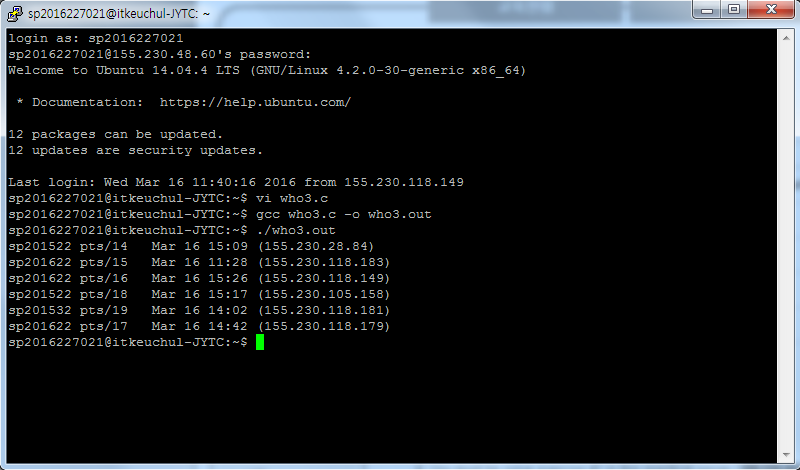 sp2016227021@itkeuchul-JYTC: ~
login as: sp2016227021
sp2016227021@155.230.48.60's password:
Welcome to Ubuntu 14.04.4 LTS (GNU/Linux 4.2.0-30-generic x86_64)
* Documentation:  https://help.ubuntu.com/
12 packages can be updated.
12 updates are security updates.
Last login: Wed Mar 16 11:40:16 2016 from 155.230.118.149
sp2016227021@itkeuchul-JYTC:~$ vi who3.c
sp2016227021@itkeuchul-JYTC:~$ gcc who3.c -o who3.out
sp2016227021@itkeuchul-JYTC:~$ ./who3.out
sp201522 pts/14   Mar 16 15:09 (155.230.28.84)
sp201622 pts/15   Mar 16 11:28 (155.230.118.183)
sp201622 pts/16   Mar 16 15:26 (155.230.118.149)
sp201522 pts/18   Mar 16 15:17 (155.230.105.158)
sp201532 pts/19   Mar 16 14:02 (155.230.118.181)
sp201622 pts/17   Mar 16 14:42 (155.230.118.179)
sp2016227021@itkeuchul-JYTC:~$